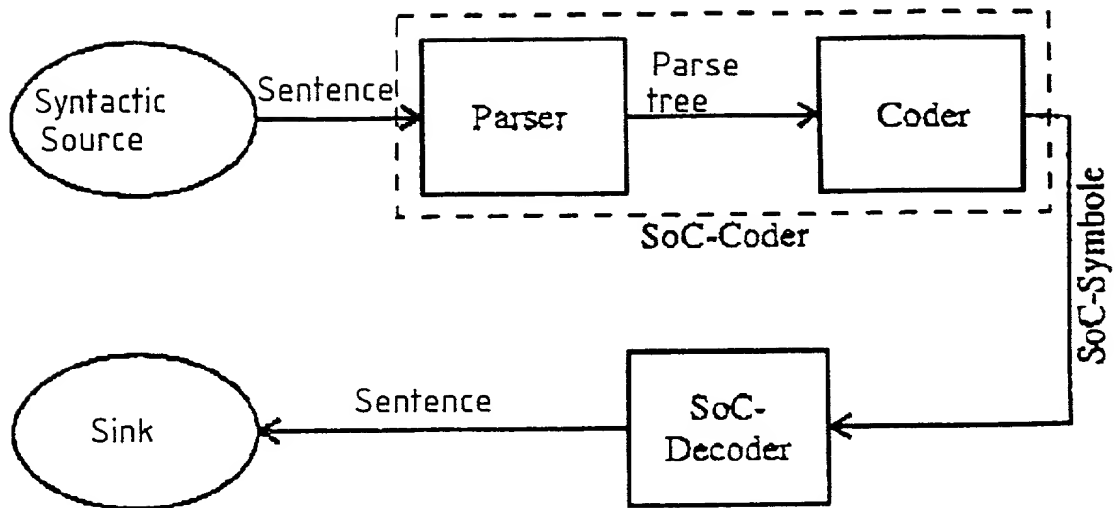 Syntactic
Source
Sentence
Parser
Parse
tree
Coder
SoC-Coder
SoC-Symbole
SoC-
Decoder
Sentence
Sink